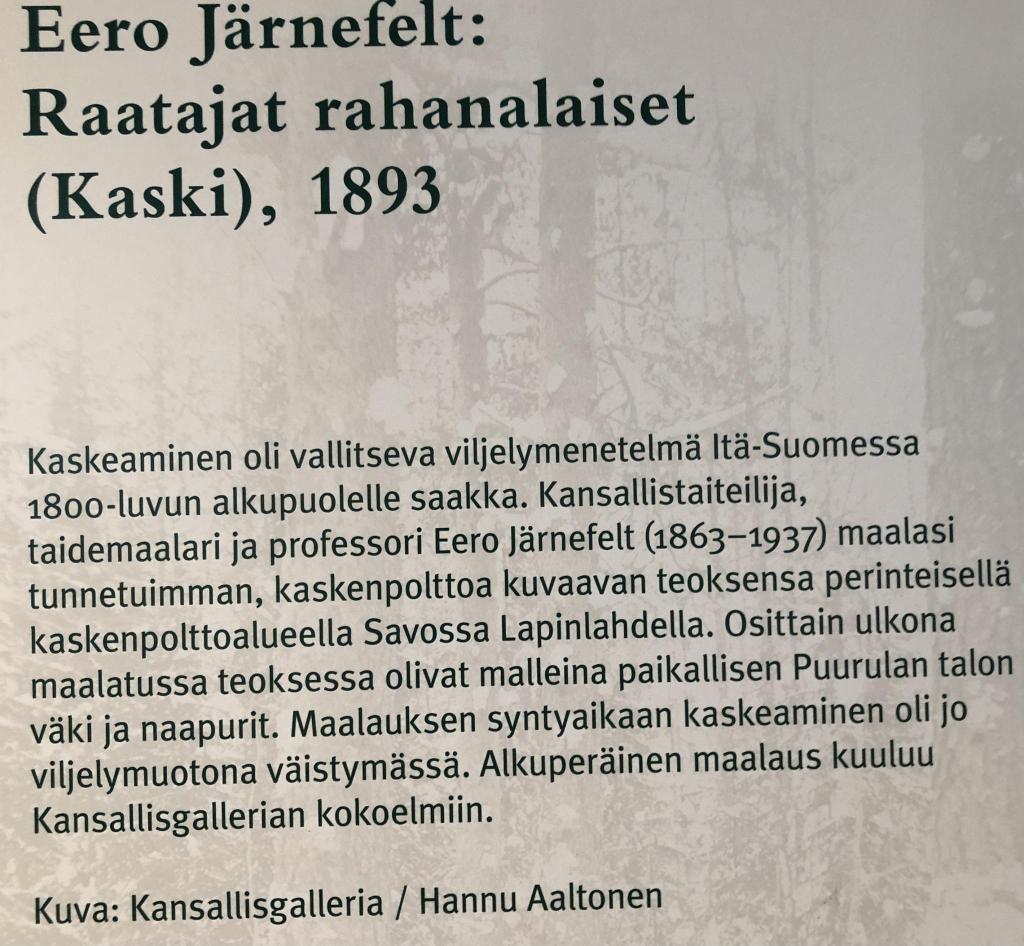 Eero Järnefelt:
Raatajat rahanalaiset
(Kaski), 1893
Kaskeaminen oli vallitseva viljelymenetelmä Itä-Suomessa
1800-luvun alkupuolelle saakka. Kansallistaiteilija,
taidemaalari ja professori Eero Järnefelt (1863–1937) maalasi
tunnetuimman, kaskenpolttoa kuvaavan teoksensa perinteisellä
kaskenpolttoalueella Savossa Lapinlahdella. Osittain ulkona
maalatussa teoksessa olivat malleina paikallisen Puurulan talon
väki ja naapurit. Maalauksen syntyaikaan kaskeaminen oli jo
viljelymuotona väistymässä. Alkuperäinen maalaus kuuluu
Kansallisgallerian kokoelmiin.
Kuva: Kansallisgalleria / Hannu Aaltonen